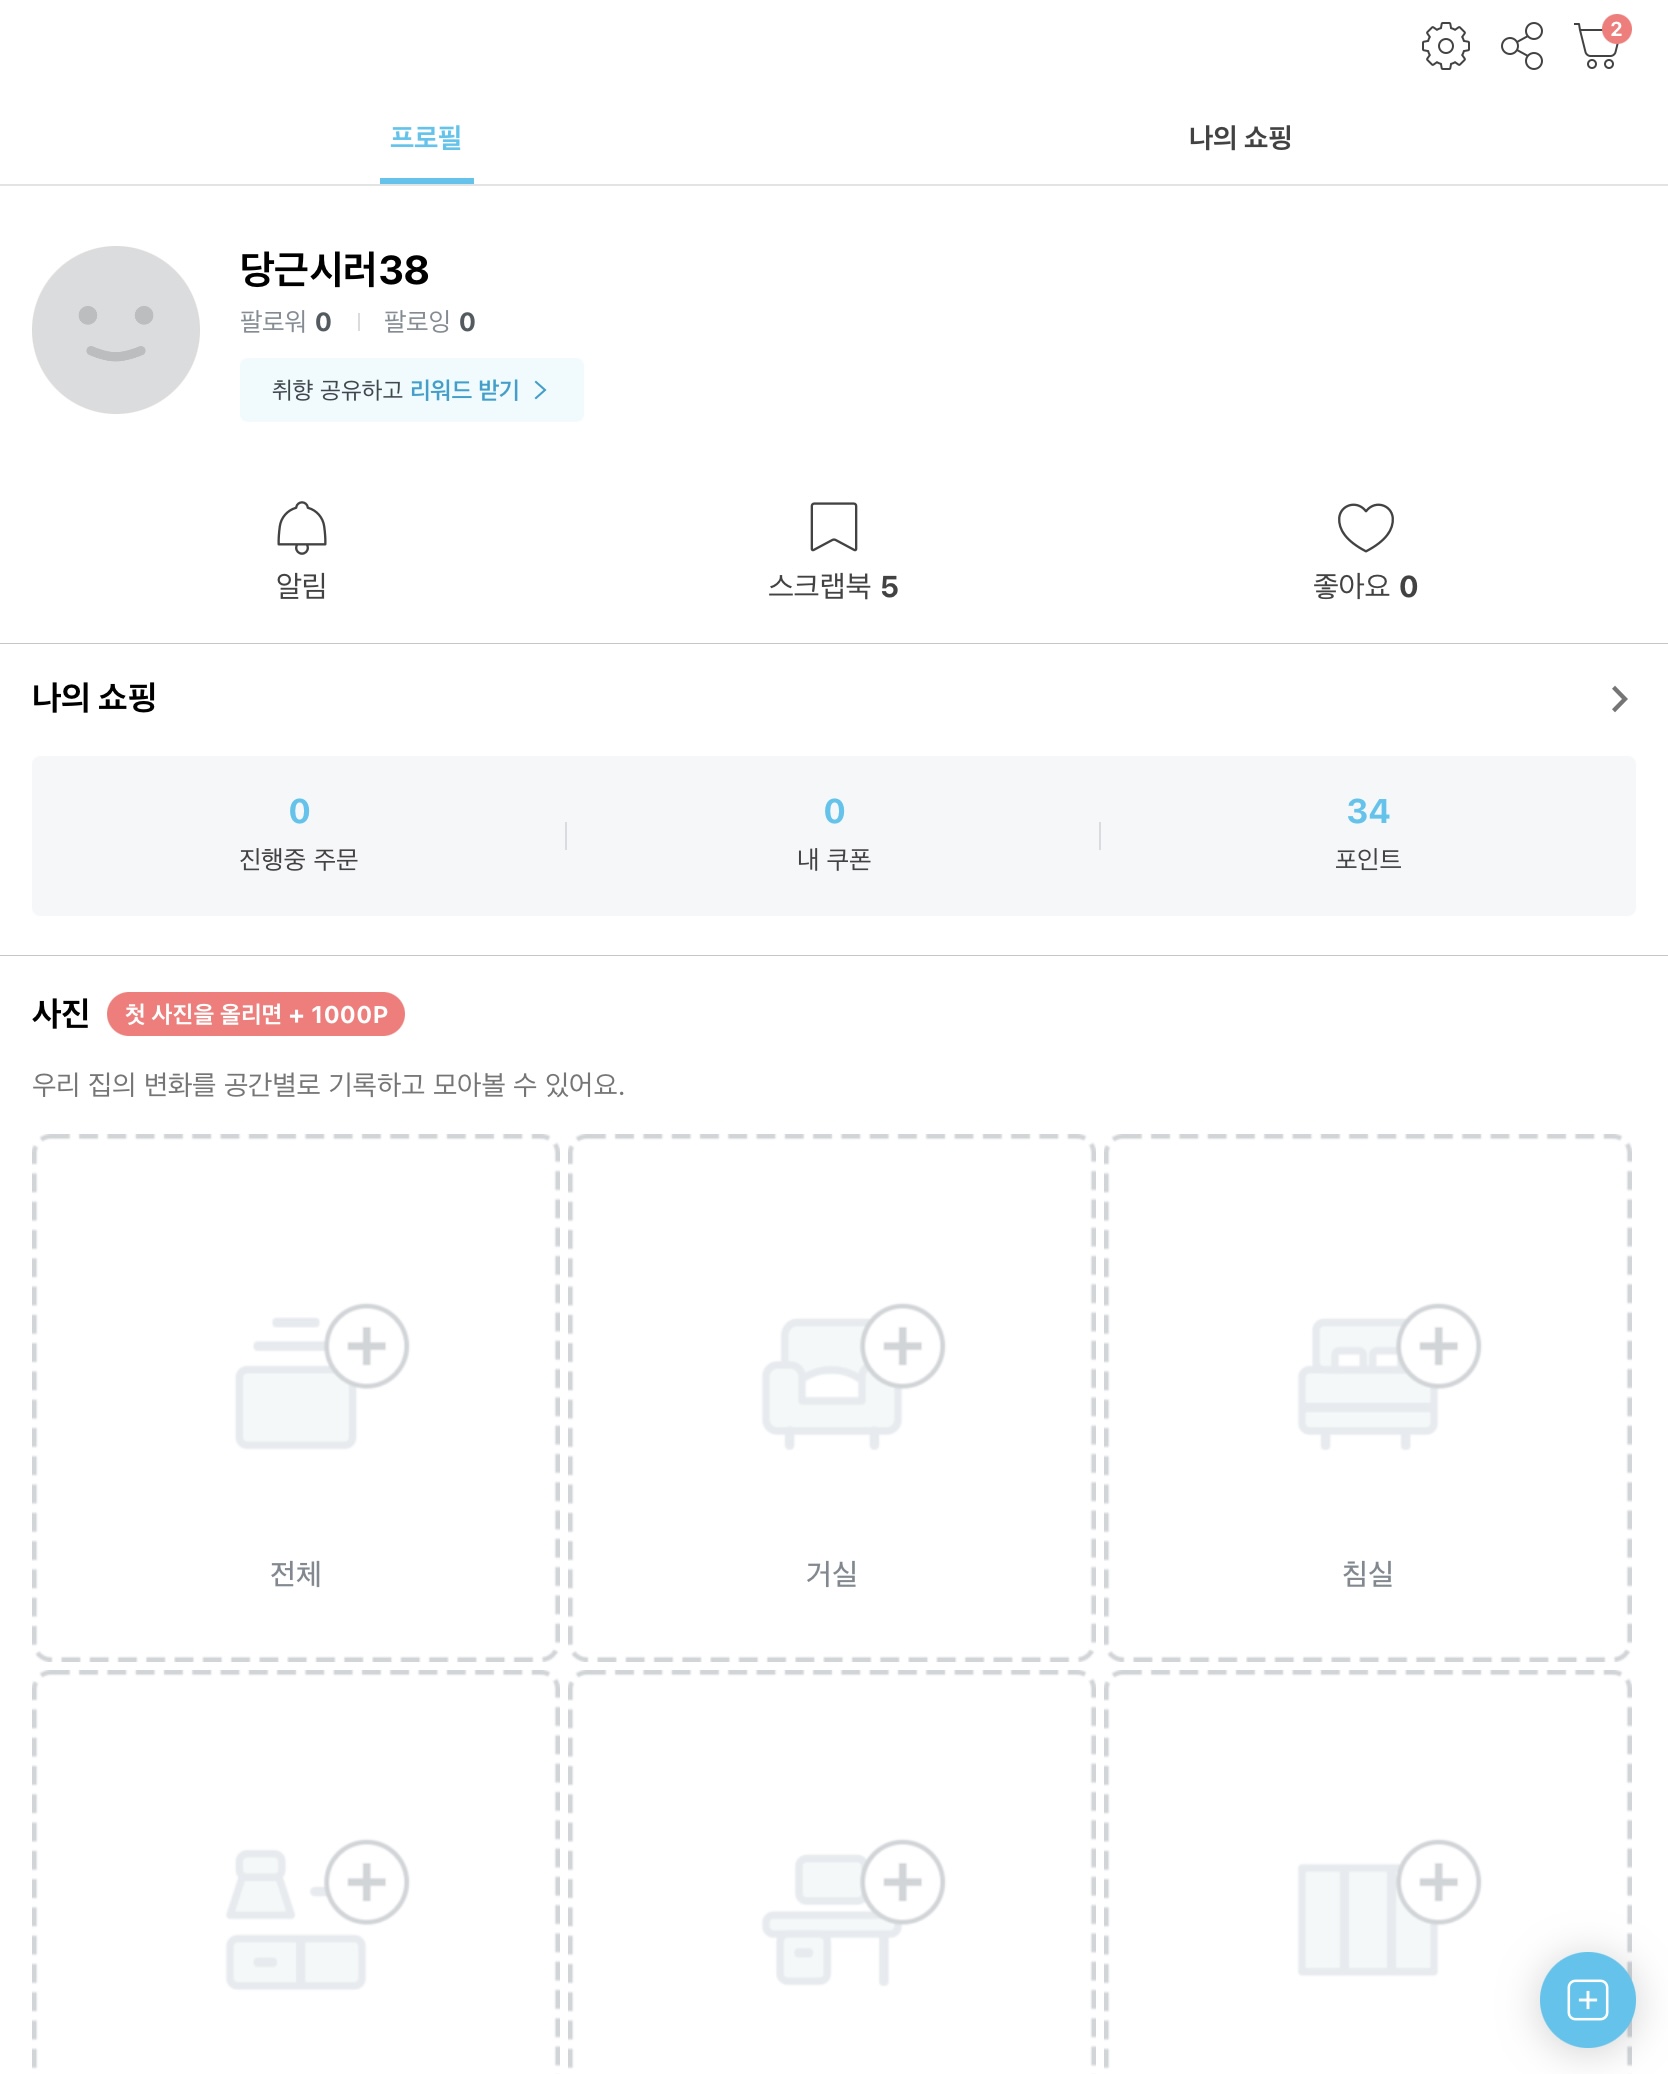 2
프로필
나의 쇼핑
당근시러38
팔로워 0 팔로잉 0
취향 공유하고 리워드 받기
알림
스크랩북 5
좋아요 0
나의 쇼핑
0
진행중 주문
0
내 쿠폰
34
포인트
사진
첫 사진을 올리면 + 1000P
우리 집의 변화를 공간별로 기록하고 모아볼 수 있어요.
전체
거실
침실